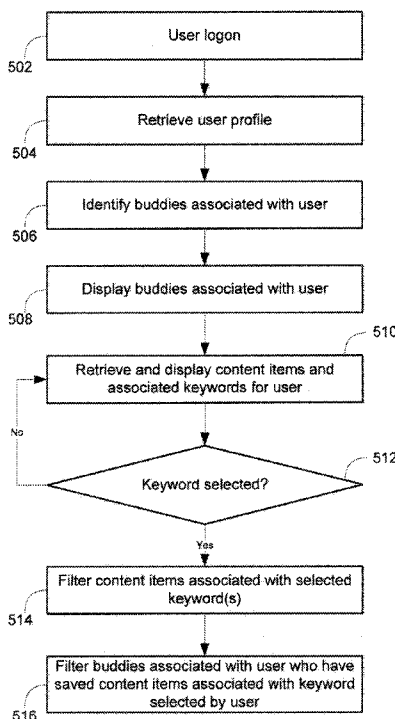 User logon
502
Retrieve user profile
504
Identify buddies associated with user
506
Display buddies associated with user
508
510
Retrieve and display content items and
associated keywords for user
No
512
Keyword selected?
Yes
Filter content items associated with selected
keyword(s)
514
Filter buddies associated with user who have
saved content items associated with keyword
selected by user
516